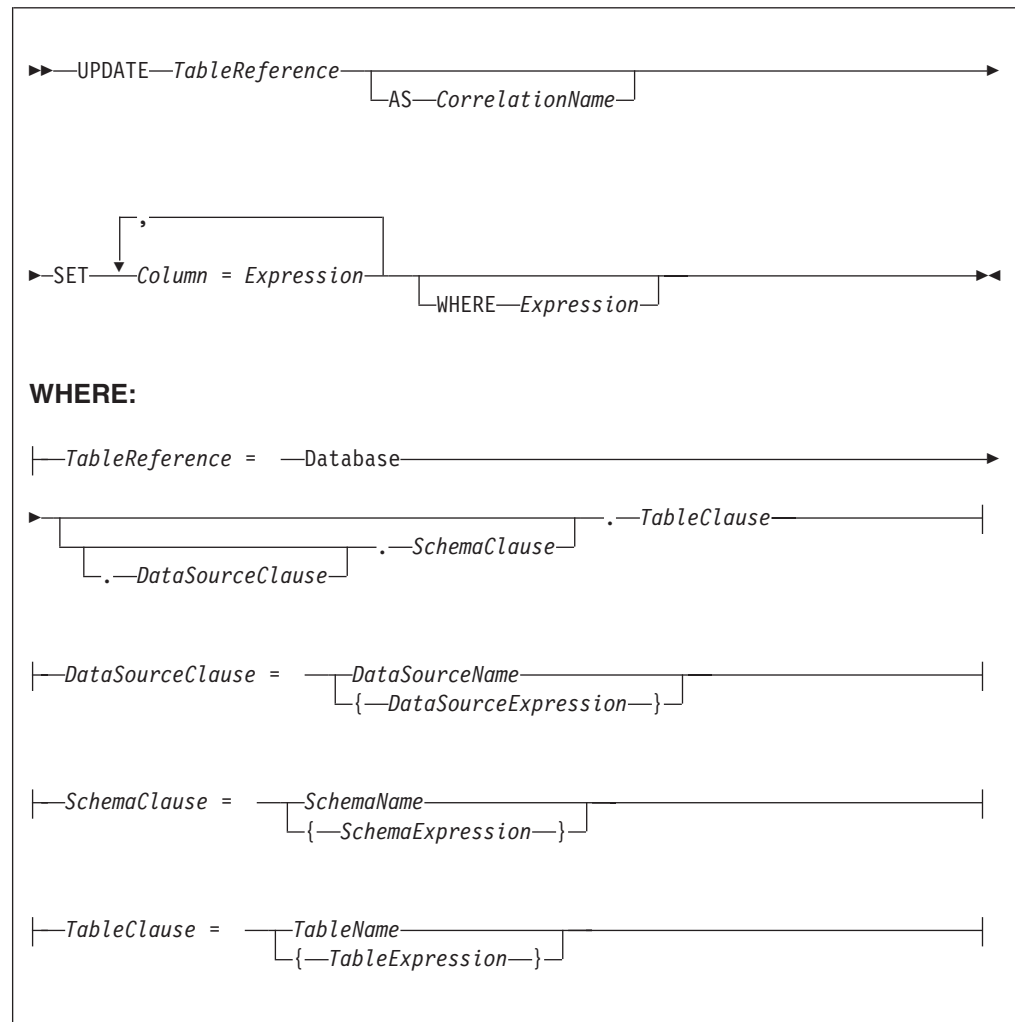 UPDATE TableReference
AS CorrelationName
,
SET Column = Expression
WHERE Expression
WHERE:
TableReference = Database
. TableClause
. SchemaClause
. DataSourceClause
DataSourceClause = DataSourceName
{ DataSourceExpression }
SchemaClause = SchemaName
{ SchemaExpression }
TableClause = TableName
{ TableExpression }